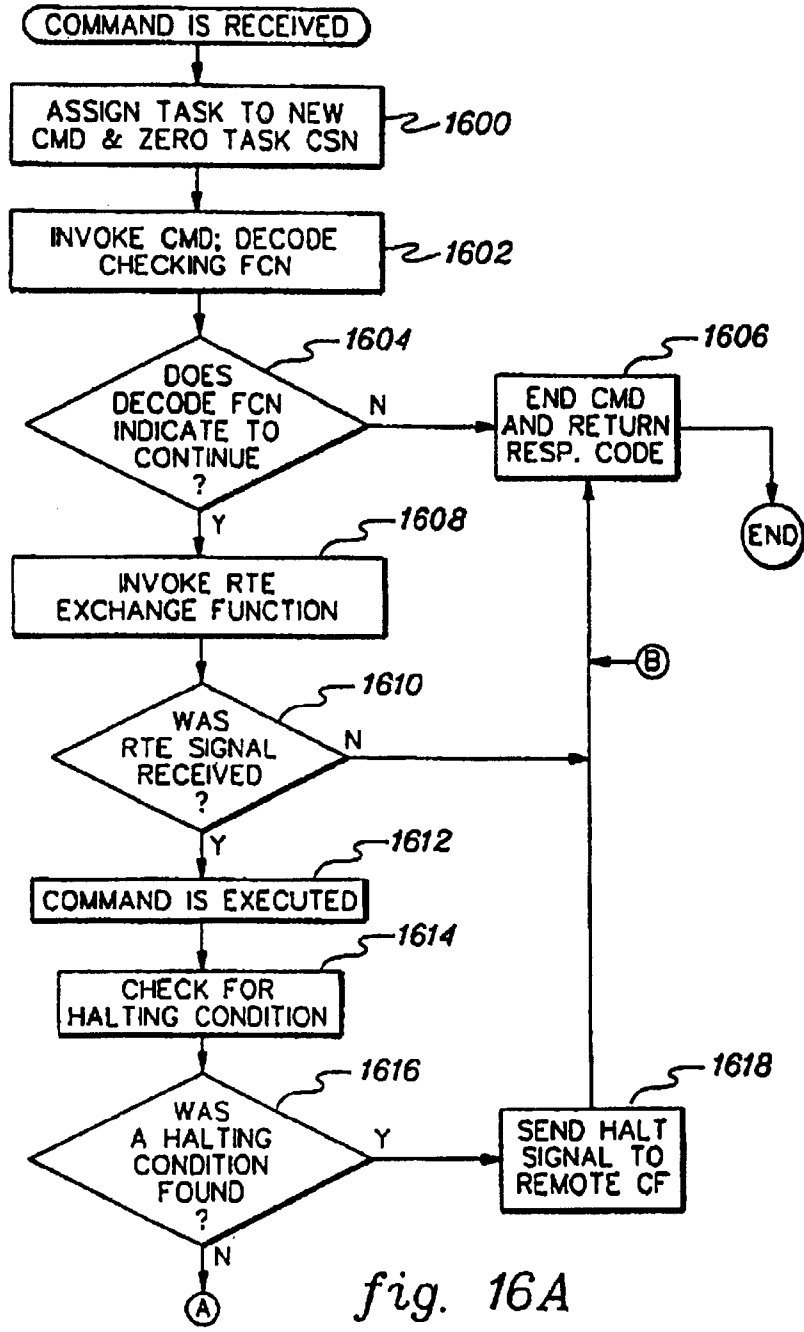 COMMAND IS RECEIVED
ASSIGN TASK TO NEW
CMD & ZERO TASK CSN
1600
INVOKE CMD; DECODE
CHECKING FCN
1602
1604
DOES
DECODE FCN
INDICATE TO
CONTINUE
?
N
Y
1606
END CMD
AND RETURN
RESP. CODE
END
1608
INVOKE RTE
EXCHANGE FUNCTION
B
1610
WAS
RTE SIGNAL
RECEIVED
?
N
Y
1612
COMMAND IS EXECUTED
1614
CHECK FOR
HALTING CONDITION
1616
WAS
A HALTING
CONDITION
FOUND
?
Y
N
1618
SEND HALT
SIGNAL TO
REMOTE CF
A
fig. 16A